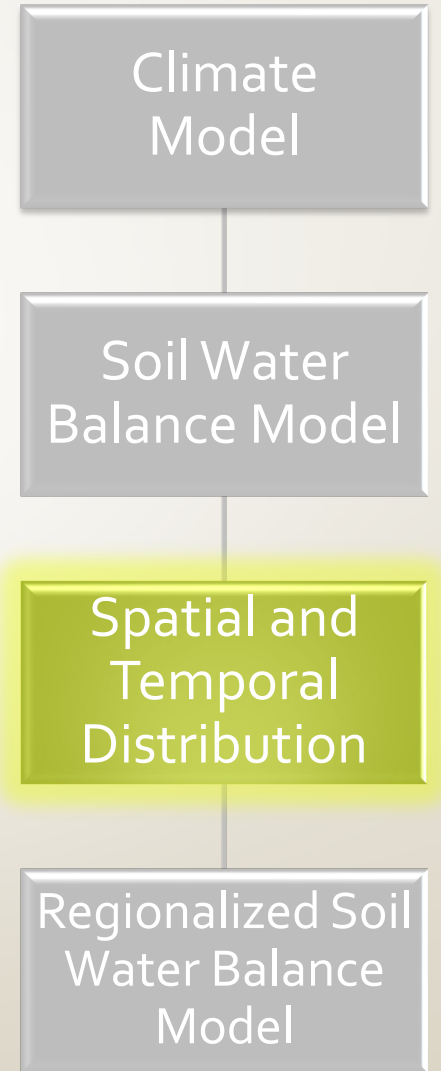 Climate
Model
Soil Water
Balance Model
Spatial and
Temporal
Distribution
Regionalized Soil
Water Balance
Model